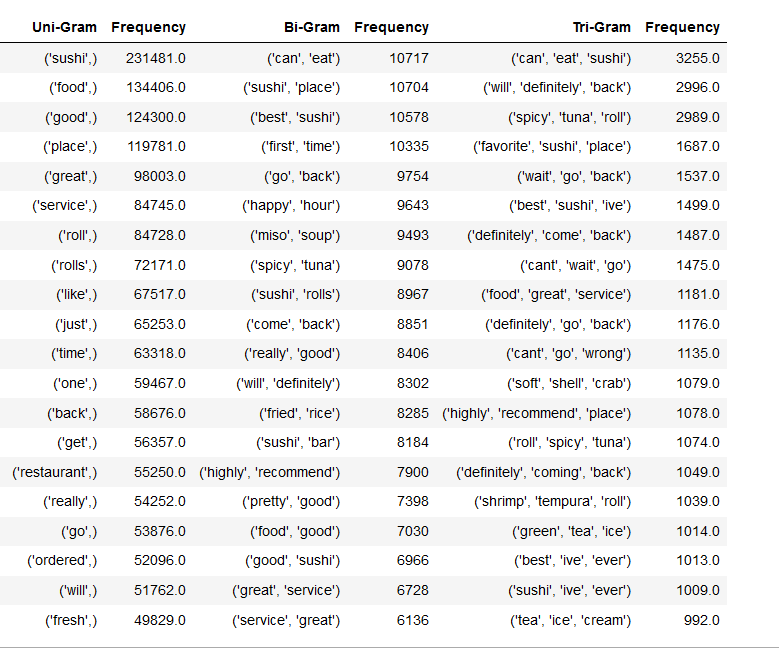 Uni-Gram Frequency Bi-Gram Frequency Tri-Gram Frequency
('sushi',) 231481.0 ('can', 'eat') 10717 ('can', 'eat', 'sushi') 3255.0
('food',) 134406.0 ('sushi', 'place') 10704 ('will', 'definitely', 'back') 2996.0
('good',) 124300.0 ('best', 'sushi') 10578 ('spicy', 'tuna', 'roll') 2989.0
('place',) 119781.0 ('first', 'time') 10335 ('favorite', 'sushi', 'place') 1687.0
('great',) 98003.0 ('go', 'back') 9754 ('wait', 'go', 'back') 1537.0
('service',) 84745.0 ('happy', 'hour') 9643 ('best', 'sushi', 'ive') 1499.0
('roll',) 84728.0 ('miso', 'soup') 9493 ('definitely', 'come', 'back') 1487.0
('rolls',) 72171.0 ('spicy', 'tuna') 9078 ('cant', 'wait', 'go') 1475.0
('like',) 67517.0 ('sushi', 'rolls') 8967 ('food', 'great', 'service') 1181.0
('just',) 65253.0 ('come', 'back') 8851 ('definitely', 'go', 'back') 1176.0
('time',) 63318.0 ('really', 'good') 8406 ('cant', 'go', 'wrong') 1135.0
('one',) 59467.0 ('will', 'definitely') 8302 ('soft', 'shell', 'crab') 1079.0
('back',) 58676.0 ('fried', 'rice') 8285 ('highly', 'recommend', 'place') 1078.0
('get',) 56357.0 ('sushi', 'bar') 8184 ('roll', 'spicy', 'tuna') 1074.0
('restaurant',) 55250.0 ('highly', 'recommend') 7900 ('definitely', 'coming', 'back') 1049.0
('really',) 54252.0 ('pretty', 'good') 7398 ('shrimp', 'tempura', 'roll') 1039.0
('go',) 53876.0 ('food', 'good') 7030 ('green', 'tea', 'ice') 1014.0
('ordered',) 52096.0 ('good', 'sushi') 6966 ('best', 'ive', 'ever') 1013.0
('will',) 51762.0 ('great', 'service') 6728 ('sushi', 'ive', 'ever') 1009.0
('fresh',) 49829.0 ('service', 'great') 6136 ('tea', 'ice', 'cream') 992.0